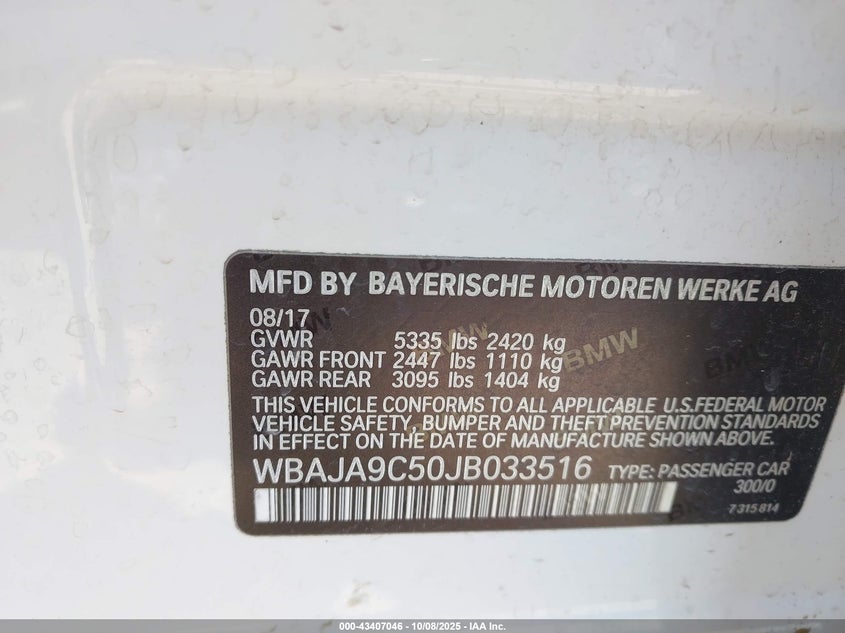 MFD BY BAYERISCHE MOTOREN WERKE AG
08/17
GVWR 5335 lbs 2420 kg
GAWR FRONT 2447 lbs 1110 kg
GAWR REAR 3095 lbs 1404 kg
THIS VEHICLE CONFORMS TO ALL APPLICABLE U.S.FEDERAL MOTOR
VEHICLE SAFETY, BUMPER AND THEFT PREVENTION STANDARDS
IN EFFECT ON THE DATE OF MANUFACTURE SHOWN ABOVE.
WBAJA9C50JB033516 TYPE: PASSENGER CAR
300/0
7 315 814
BMW
BMW
BMW
000-43407046 - 10/08/2025 - IAA Inc.